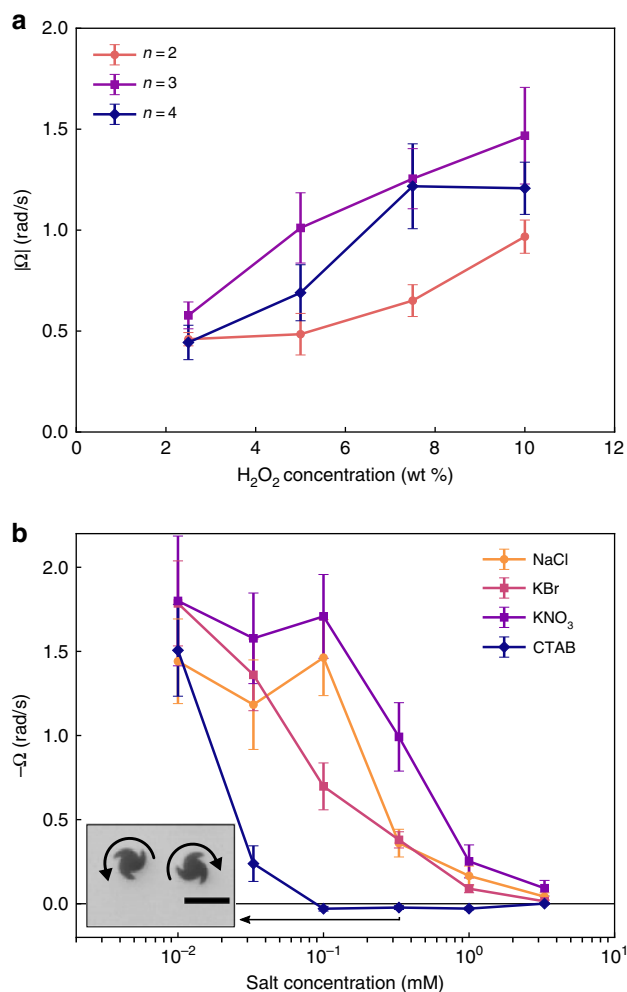 a
2.0
1.5
1.0
0.5
0.0
|Ω| (rad/s)
n = 2
n = 3
n = 4
0 2 4 6 8 10 12
H₂O₂ concentration (wt %)
b
2.0
1.5
1.0
0.5
0.0
−Ω (rad/s)
NaCl
KBr
KNO₃
CTAB
10⁻² 10⁻¹ 10⁰ 10¹
Salt concentration (mM)